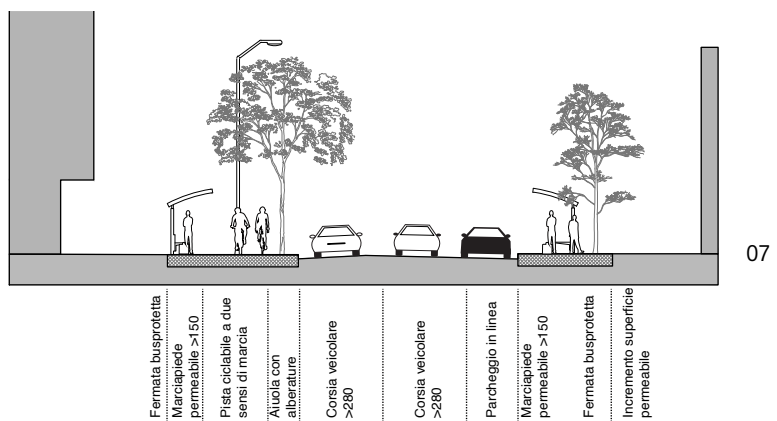 07
Fermata busprotetta
Marciapiede
permeabile >150
Pista ciclabile a due
sensi di marcia
Aiuola con
alberature
Corsia veicolare
>280
Corsia veicolare
>280
Parcheggio in linea
Marciapiede
permeabile >150
Fermata busprotetta
Incremento superficie
permeabile